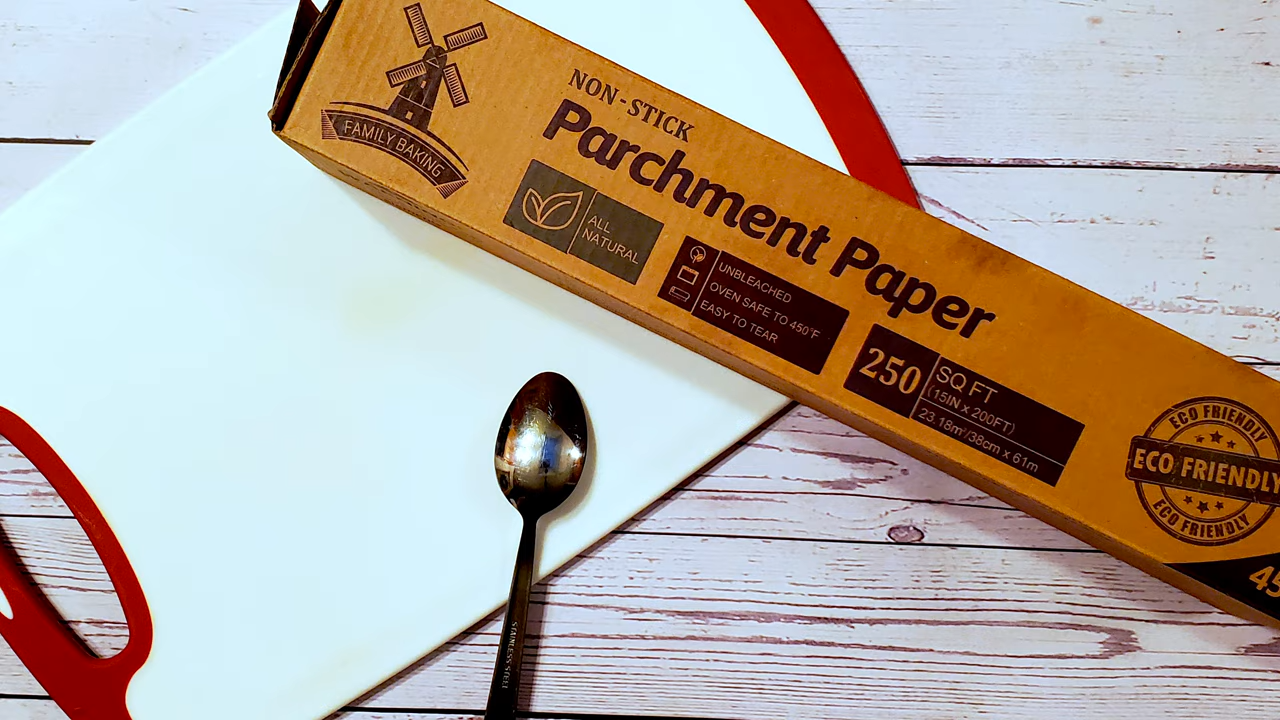 FAMILY BAKING
NON-STICK
Parchment Paper
ALL
NATURAL
UNBLEACHED
OVEN SAFE TO 450°F
EASY TO TEAR
250
SQ FT
(15IN x 200FT)
23.18m²/38cm x 61m
ECO FRIENDLY
ECO FRIENDLY
ECO FRIENDLY
STAINLESS STEEL